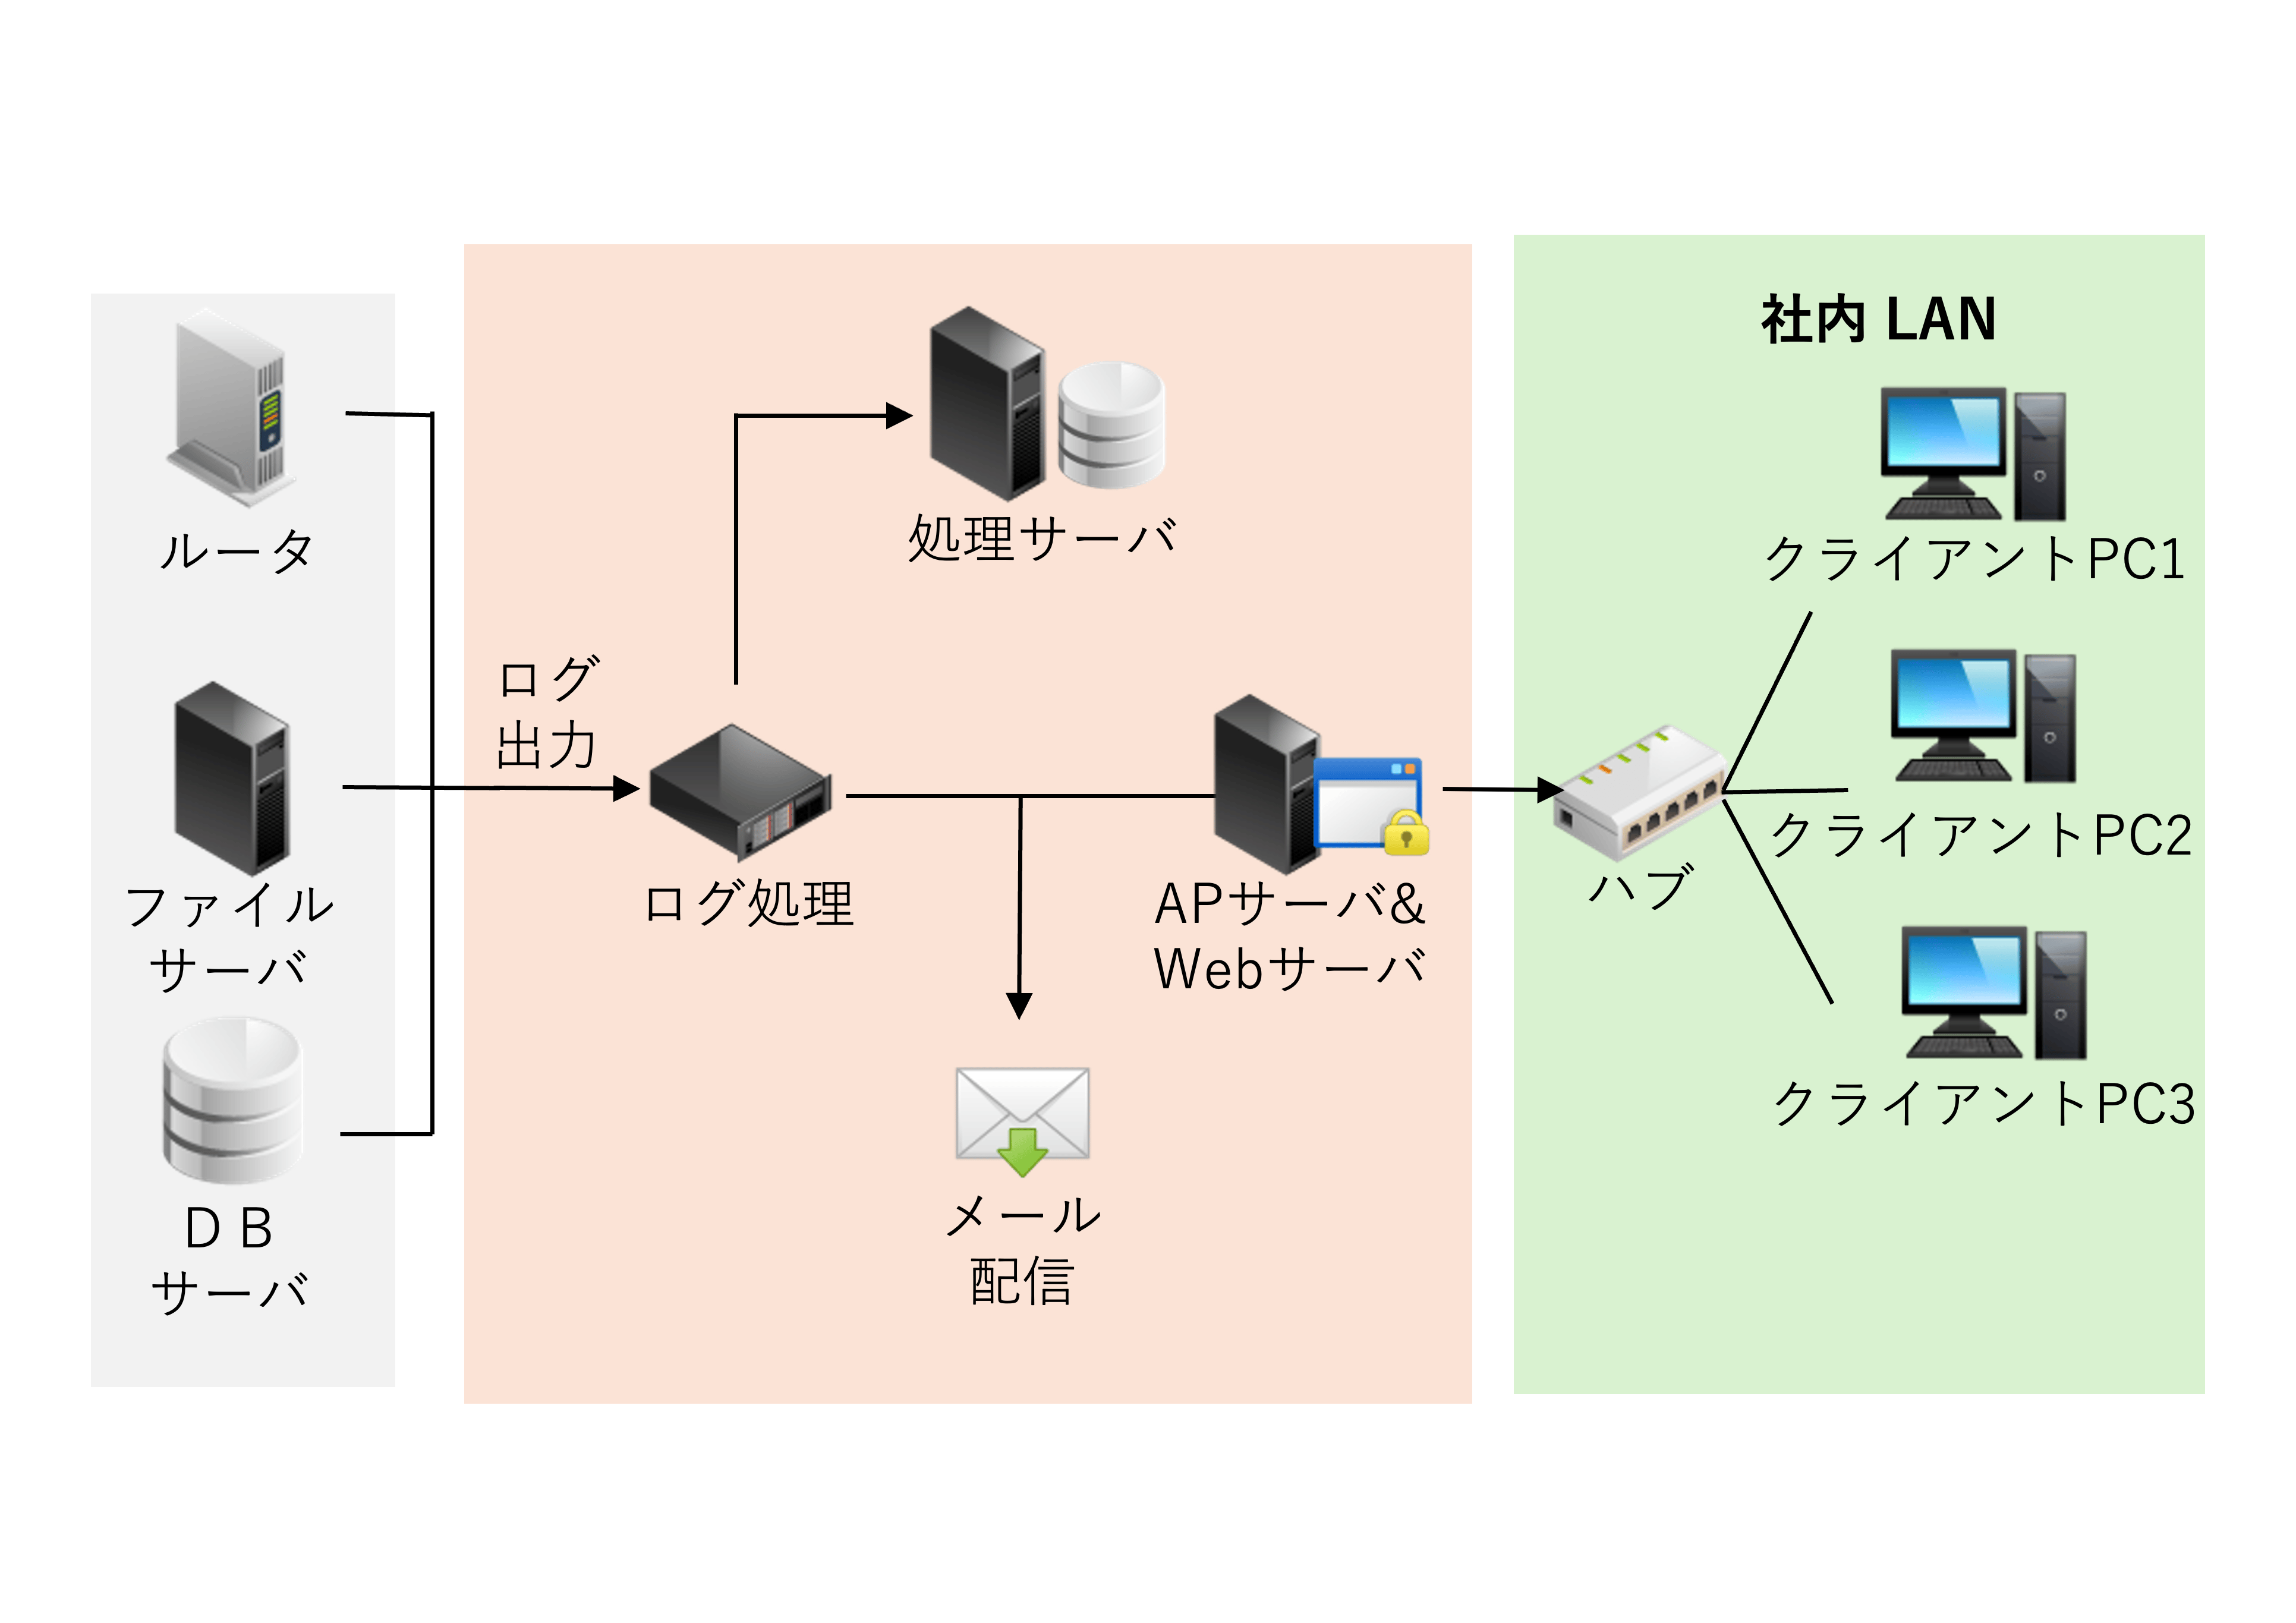 ルータ
ファイル
サーバ
ＤＢ
サーバ
ログ
出力
処理サーバ
ログ処理
APサーバ&
Webサーバ
メール
配信
社内 LAN
クライアントPC1
クライアントPC2
ハブ
クライアントPC3